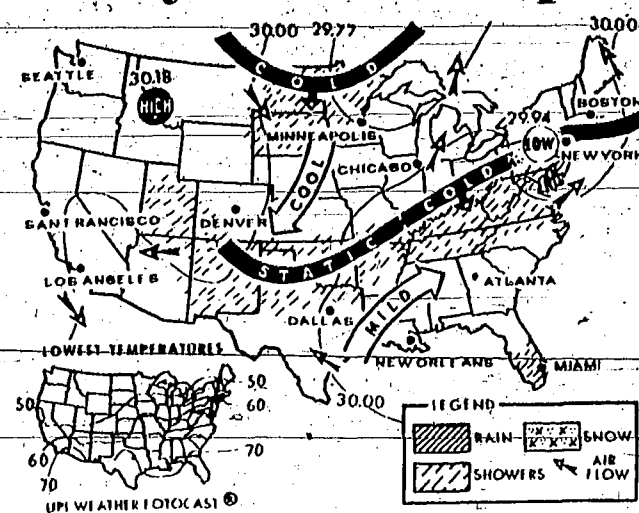 30.00 29.77
30.00
COLD
SEATTLE
30.18
HIGH
BOSTON
29.94
MINNEAPOLIS
LOW
NEW YORK
COOL
CHICAGO
COLD
SAN FRANCISCO
DENVER
STATIC
LOS ANGELES
ATLANTA
DALLAS
MILD
LOWEST TEMPERATURES
NEW ORLEANS
MIAMI
50
50
60
30.00
70
60
70
LEGEND
RAIN
SNOW
SHOWERS
AIR FLOW
UPI WEATHER FOTOCAST ®